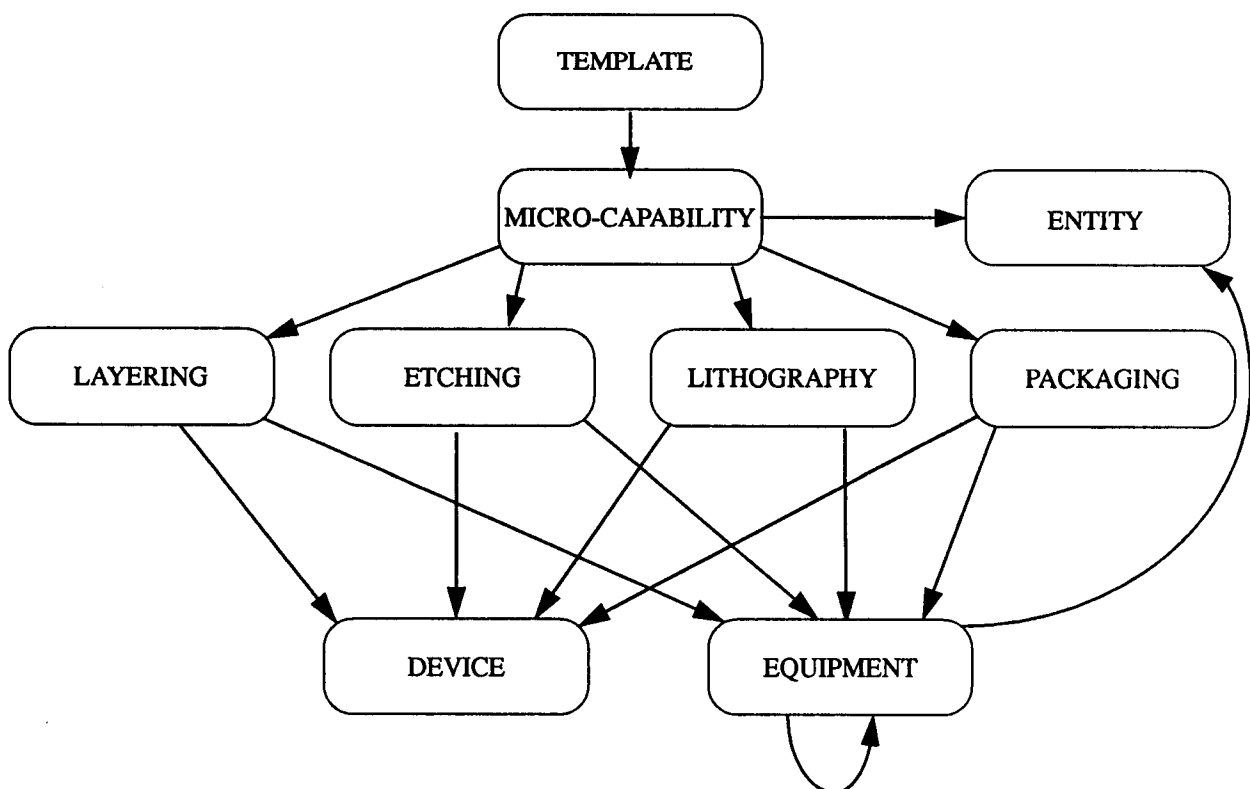 TEMPLATE
MICRO-CAPABILITY
ENTITY
LAYERING
ETCHING
LITHOGRAPHY
PACKAGING
DEVICE
EQUIPMENT